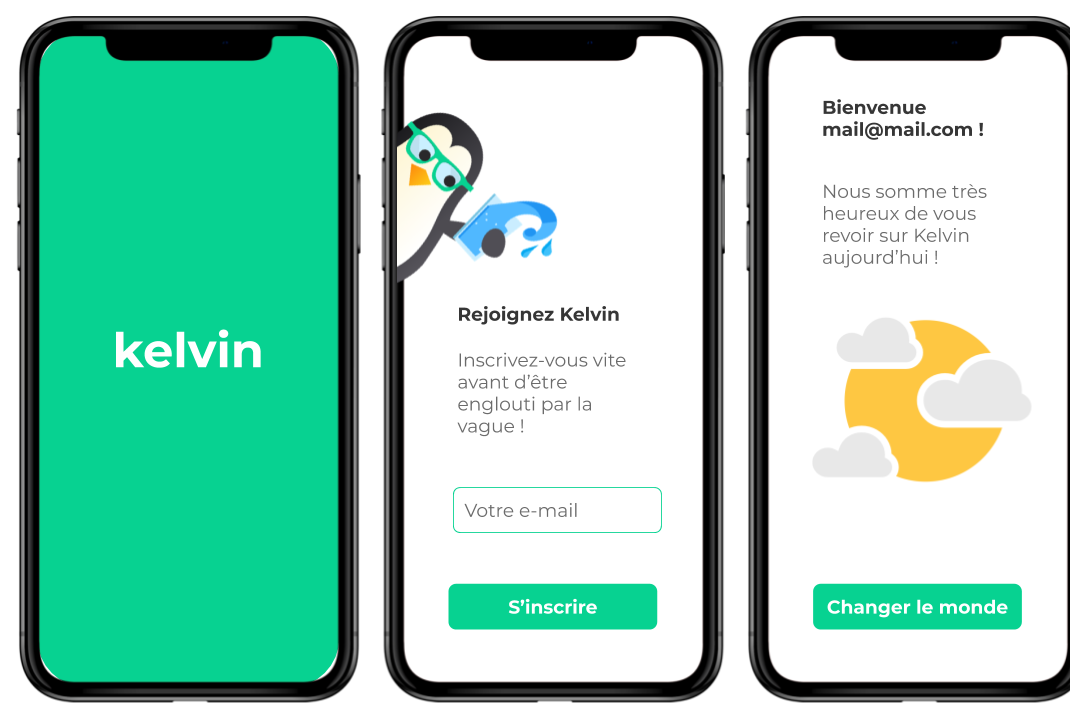 kelvin
Rejoignez Kelvin
Inscrivez-vous vite
avant d'être
englouti par la
vague !
Votre e-mail
S'inscrire
Bienvenue
mail@mail.com !
Nous somme très
heureux de vous
revoir sur Kelvin
aujourd'hui !
Changer le monde